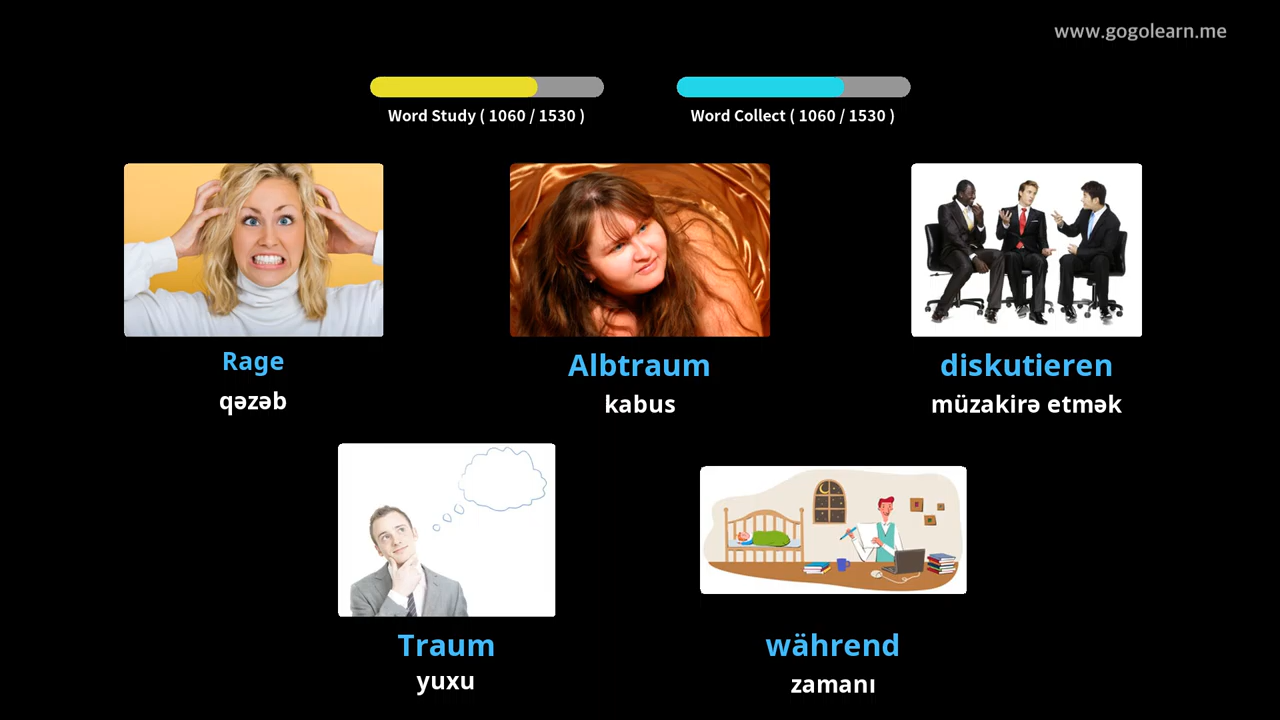 www.gogolearn.me
Word Study ( 1060 / 1530 )
Word Collect ( 1060 / 1530 )
Rage
qəzəb
Albtraum
kabus
diskutieren
müzakirə etmək
Traum
yuxu
während
zamanı